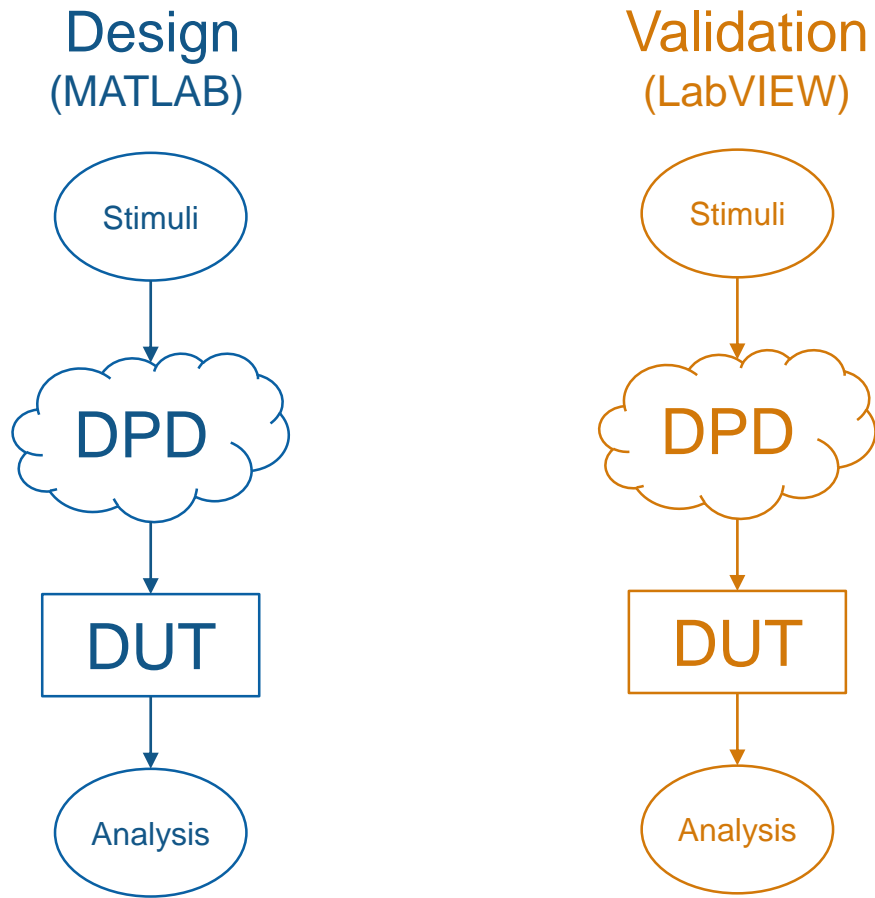 Design
(MATLAB)
Stimuli
DPD
DUT
Analysis
Validation
(LabVIEW)
Stimuli
DPD
DUT
Analysis